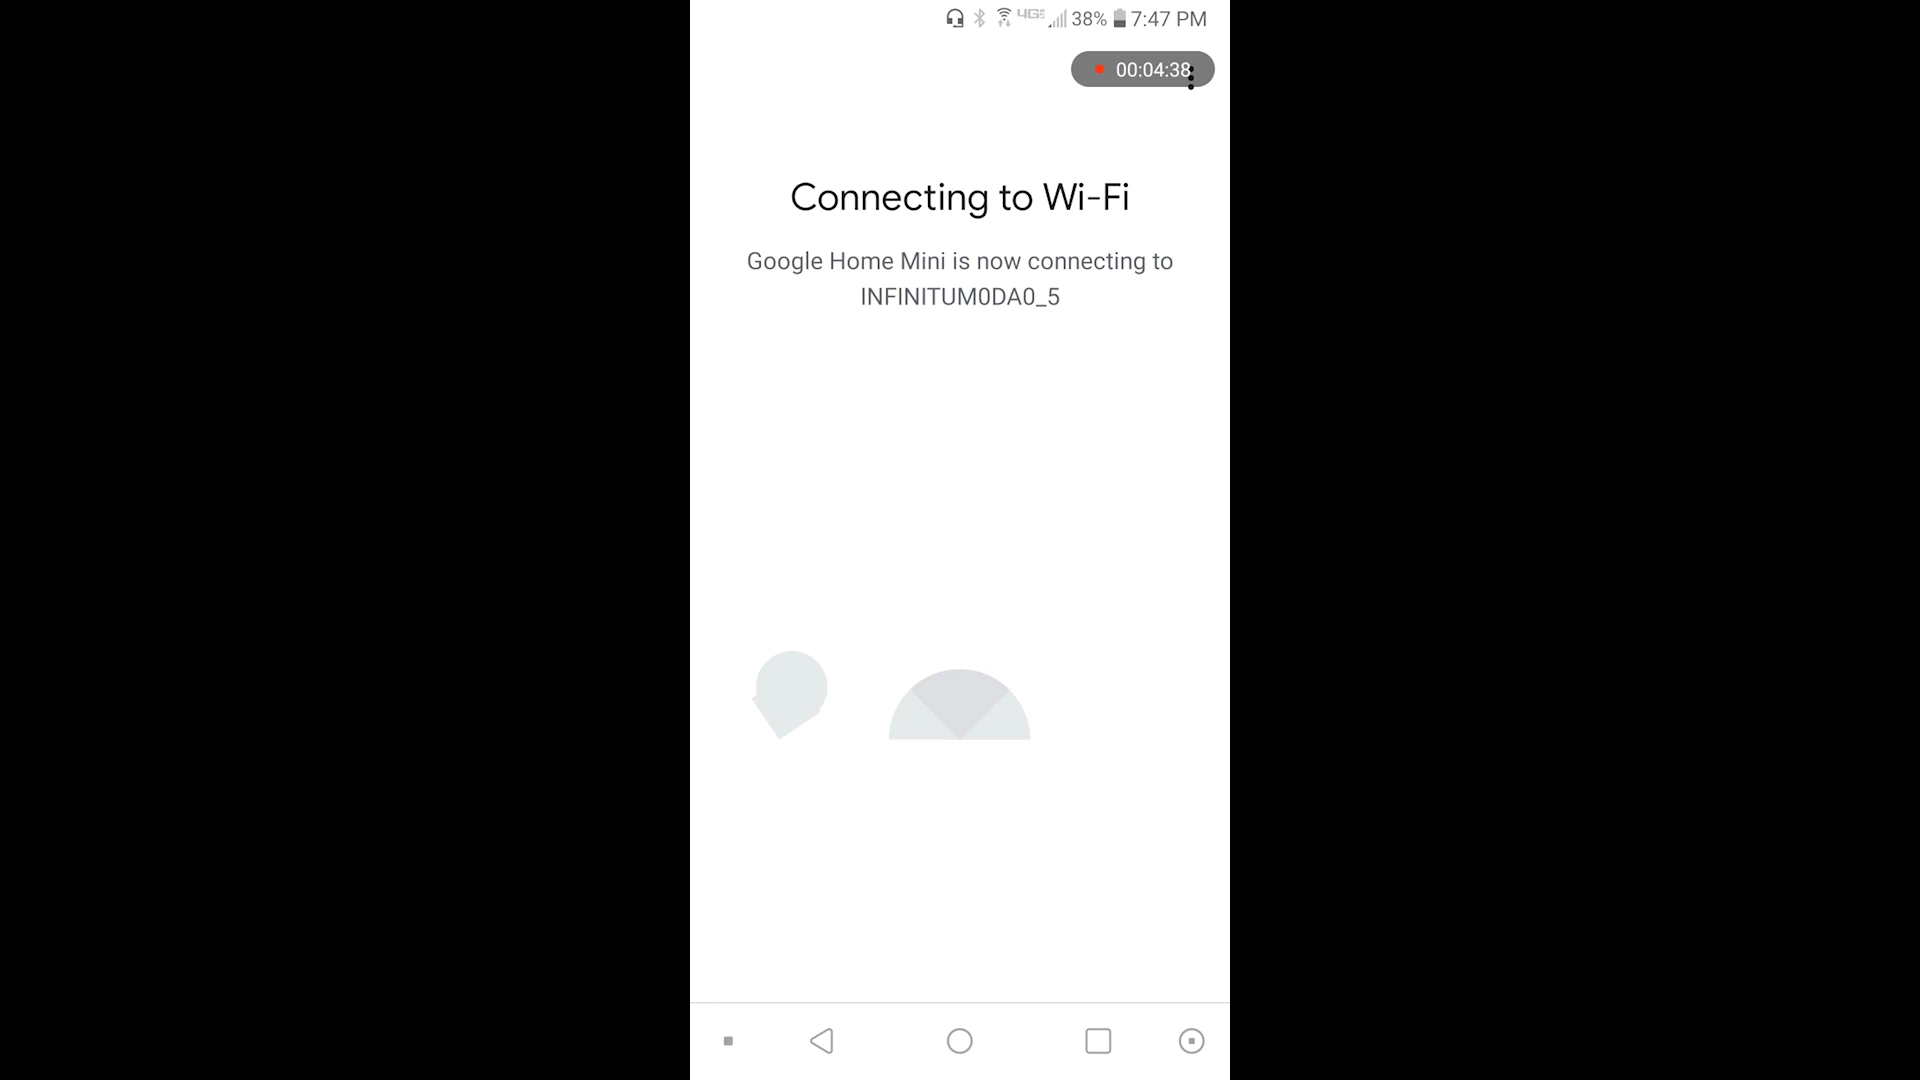 4G 38% 7:47 PM
00:04:38
Connecting to Wi-Fi
Google Home Mini is now connecting to
INFINITUM0DA0_5